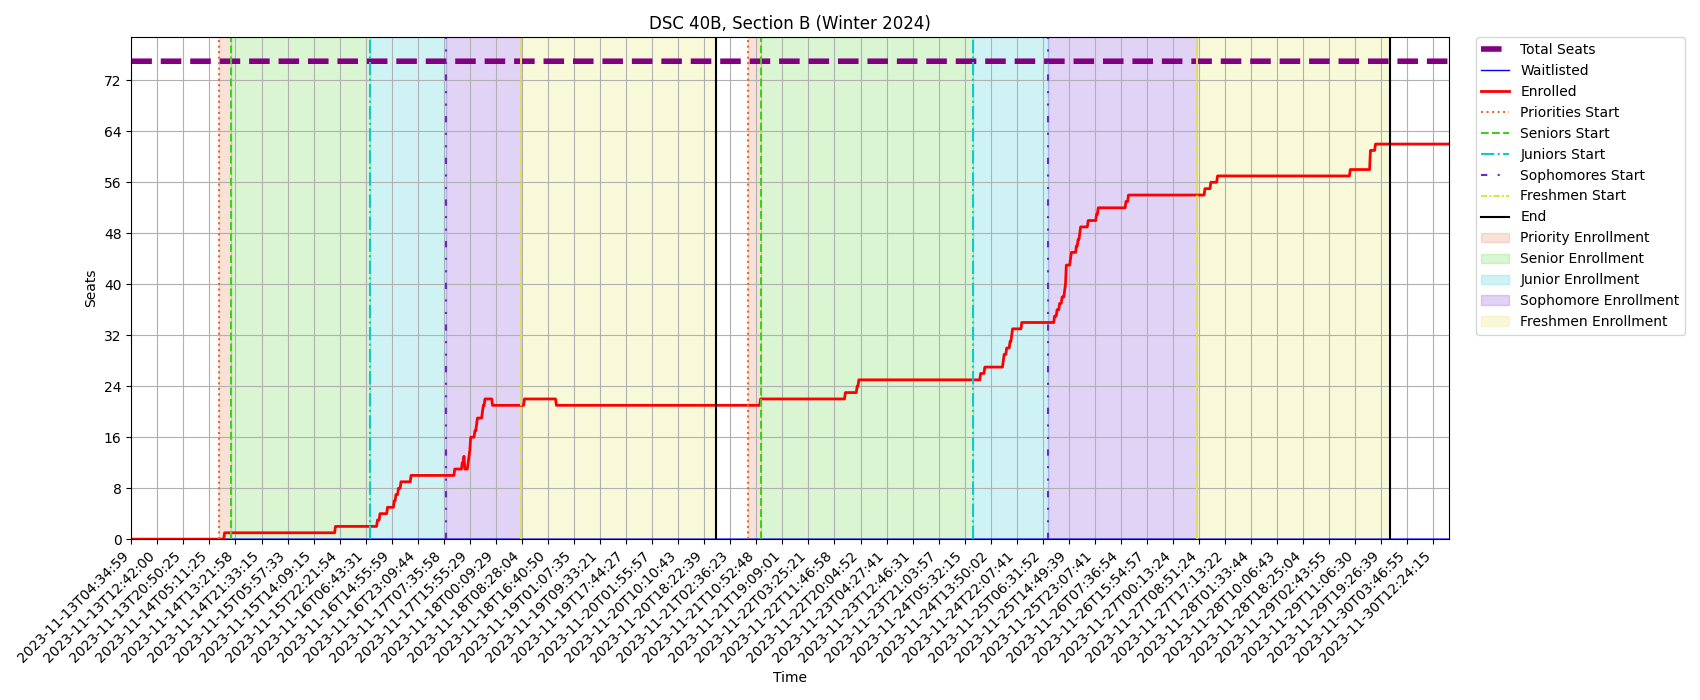 DSC 40B, Section B (Winter 2024)
Seats
72
64
56
48
40
32
24
16
8
0
2023-11-13T04:34:59
2023-11-13T12:42:00
2023-11-13T20:50:25
2023-11-14T05:11:25
2023-11-14T13:21:58
2023-11-14T21:33:15
2023-11-15T05:57:33
2023-11-15T14:09:15
2023-11-15T22:21:54
2023-11-16T06:43:31
2023-11-16T14:55:59
2023-11-16T23:09:44
2023-11-17T07:35:58
2023-11-17T15:55:29
2023-11-18T00:09:29
2023-11-18T08:28:04
2023-11-18T16:40:50
2023-11-19T01:07:35
2023-11-19T09:33:21
2023-11-19T17:44:27
2023-11-20T01:55:57
2023-11-20T10:10:43
2023-11-20T18:22:39
2023-11-21T02:36:23
2023-11-21T10:52:48
2023-11-21T19:09:01
2023-11-22T03:25:21
2023-11-22T11:46:58
2023-11-22T20:04:52
2023-11-23T04:27:41
2023-11-23T12:46:31
2023-11-23T21:03:57
2023-11-24T05:32:15
2023-11-24T13:50:02
2023-11-24T22:07:41
2023-11-25T06:31:52
2023-11-25T14:49:39
2023-11-25T23:07:41
2023-11-26T07:36:54
2023-11-26T15:54:57
2023-11-27T00:13:24
2023-11-27T08:51:24
2023-11-27T17:13:22
2023-11-28T01:33:44
2023-11-28T10:06:43
2023-11-28T18:25:04
2023-11-29T02:43:55
2023-11-29T11:06:30
2023-11-29T19:26:39
2023-11-30T03:46:55
2023-11-30T12:24:15
Time
Total Seats
Waitlisted
Enrolled
Priorities Start
Seniors Start
Juniors Start
Sophomores Start
Freshmen Start
End
Priority Enrollment
Senior Enrollment
Junior Enrollment
Sophomore Enrollment
Freshmen Enrollment